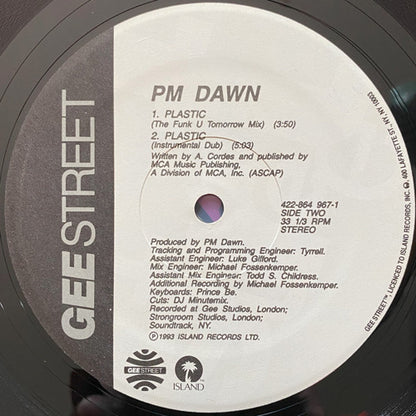 GEE STREET
PM DAWN
1. PLASTIC
(The Funk U Tomorrow Mix) (3:50)
2. PLASTIC
(Instrumental Dub) (5:03)
Written by A. Cordes and published by
MCA Music Publishing,
A Division of MCA, Inc. (ASCAP)
422-864 967-1
SIDE TWO
33 1/3 RPM
STEREO
Produced by PM Dawn.
Tracking and Programming Engineer: Tyrrell.
Assistant Engineer: Luke Gifford.
Mix Engineer: Michael Fossenkemper.
Assistant Mix Engineer: Todd S. Childress.
Additional Recording by Michael Fossenkemper.
Keyboards: Prince Be.
Cuts: DJ Minutemix.
Recorded at Gee Studios, London;
Strongroom Studios, London;
Soundtrack, NY.
℗ 1993 ISLAND RECORDS LTD.
GEE STREET
ISLAND
GEE STREET™ LICENCED TO ISLAND RECORDS, INC. 400 LAFAYETTE ST. NY, NY 10003